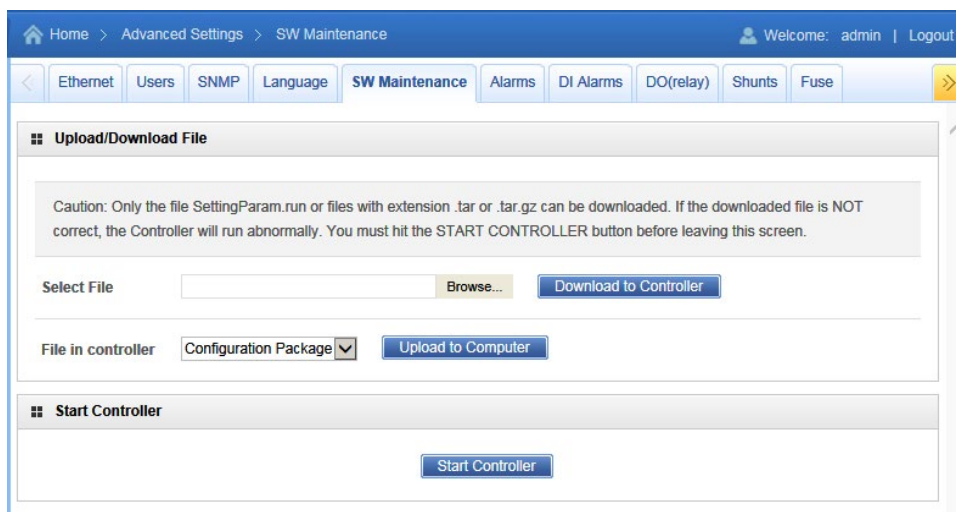 Home > Advanced Settings > SW Maintenance
Welcome: admin | Logout
Ethernet Users SNMP Language SW Maintenance Alarms DI Alarms DO(relay) Shunts Fuse
Upload/Download File
Caution: Only the file SettingParam.run or files with extension .tar or .tar.gz can be downloaded. If the downloaded file is NOT
correct, the Controller will run abnormally. You must hit the START CONTROLLER button before leaving this screen.
Select File Browse... Download to Controller
File in controller Configuration Package Upload to Computer
Start Controller
Start Controller